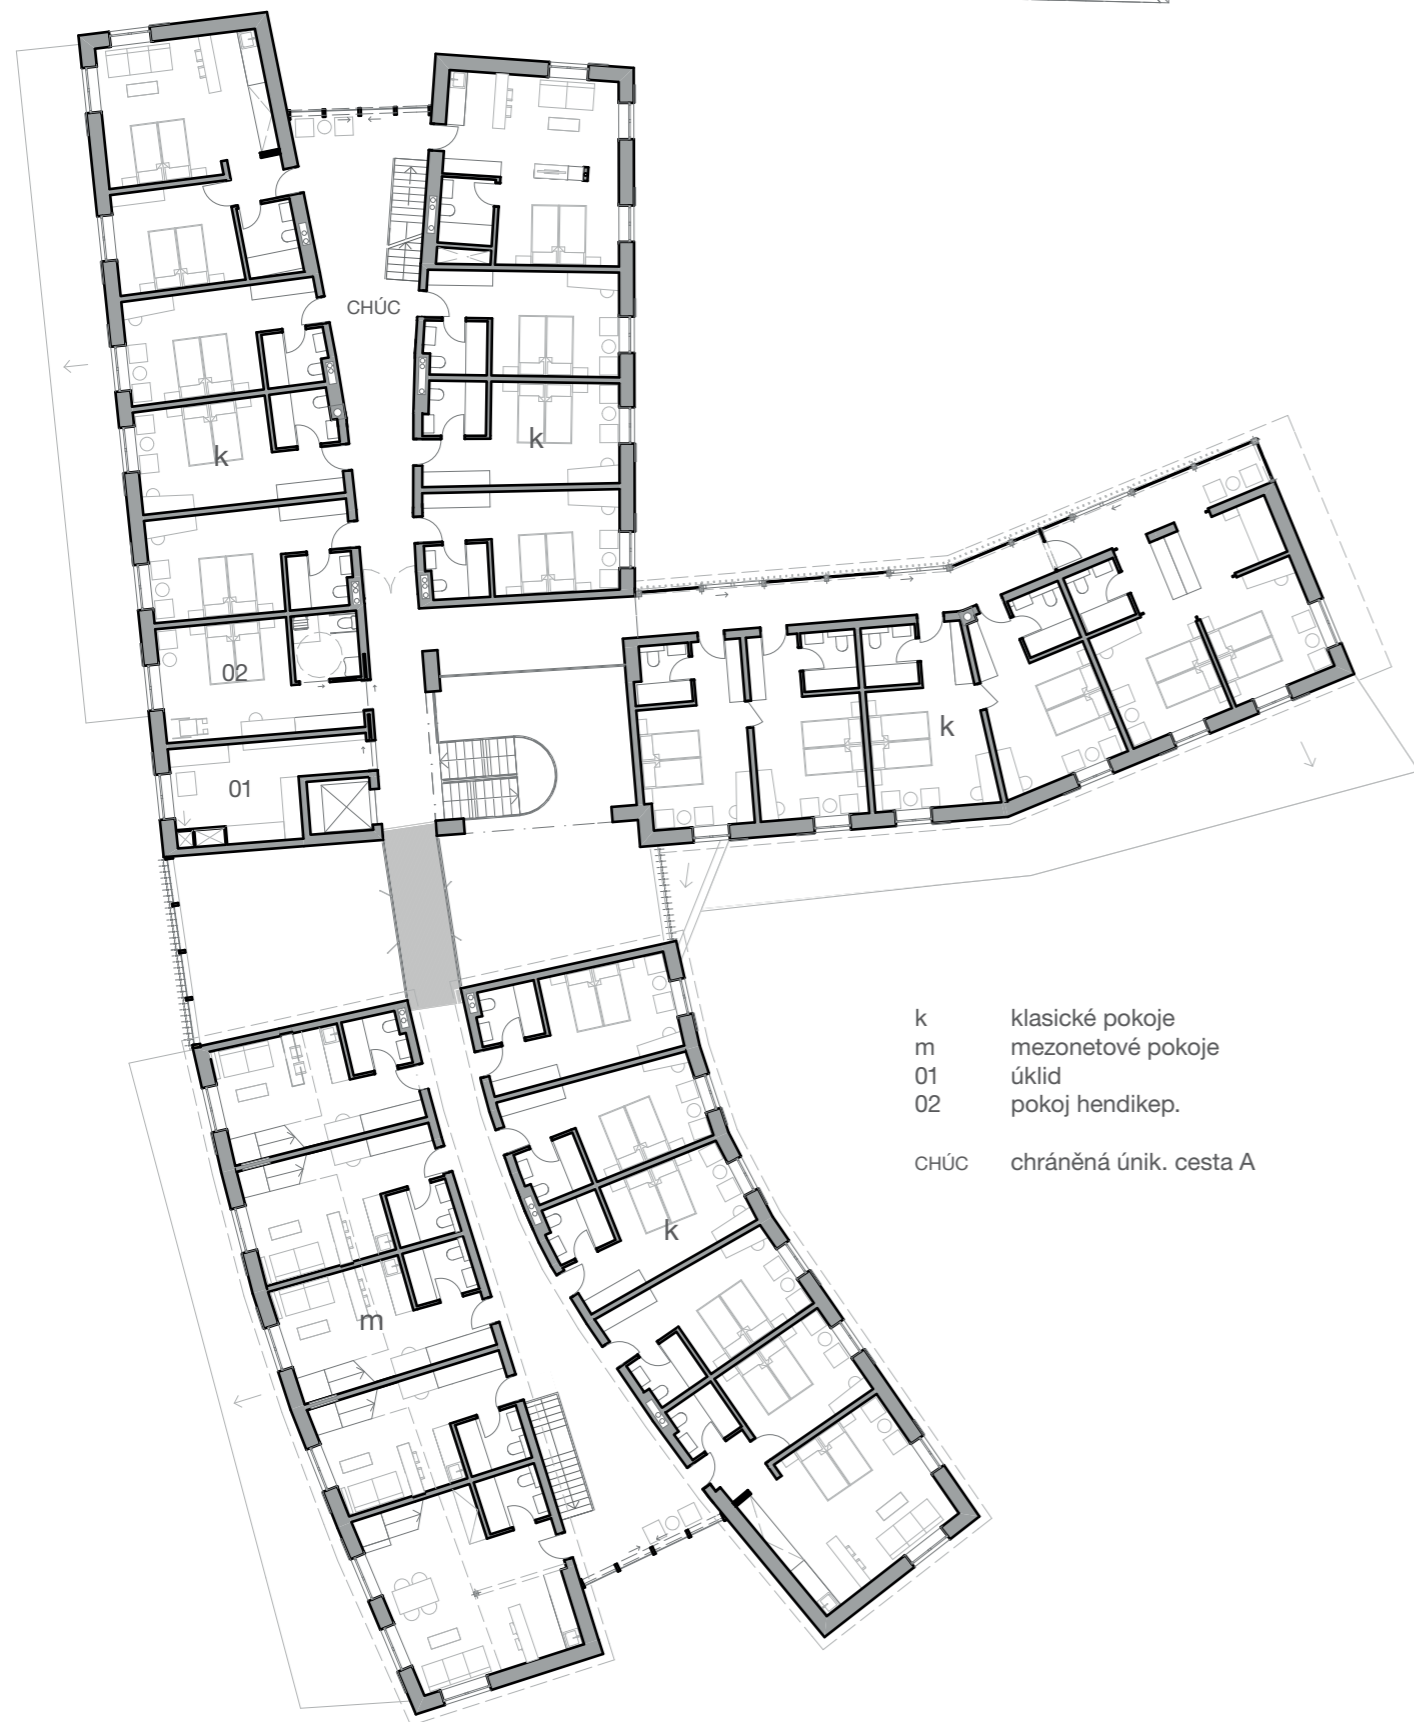 CHÚC
k
k
02
k
01
k klasické pokoje
m mezonetové pokoje
01 úklid
02 pokoj hendikep.
CHÚC chráněná únik. cesta A
k
m